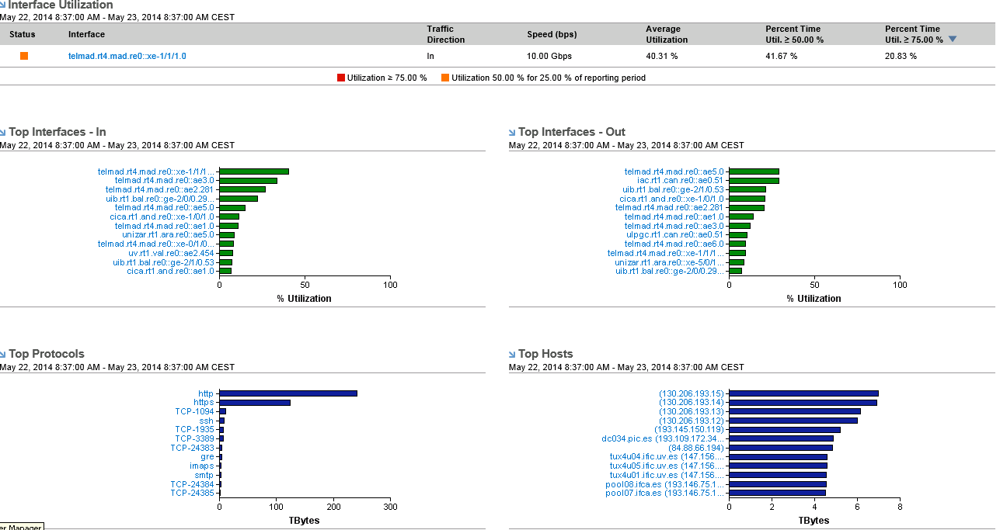 Interface Utilization
May 22, 2014 8:37:00 AM - May 23, 2014 8:37:00 AM CEST
Status Interface Traffic Direction Speed (bps) Average Utilization Percent Time Util. ≥ 50.00 % Percent Time Util. ≥ 75.00 %
telmad.rt4.mad.re0::xe-1/1/1.0 In 10.00 Gbps 40.31 % 41.67 % 20.83 %
Utilization ≥ 75.00 % Utilization 50.00 % for 25.00 % of reporting period
Top Interfaces - In
May 22, 2014 8:37:00 AM - May 23, 2014 8:37:00 AM CEST
telmad.rt4.mad.re0::xe-1/1/1...
telmad.rt4.mad.re0::ae3.0
telmad.rt4.mad.re0::ae2.281
uib.rt1.bal.re0::ge-2/0/0.29...
telmad.rt4.mad.re0::ae5.0
cica.rt1.and.re0::xe-1/0/1.0
telmad.rt4.mad.re0::ae1.0
unizar.rt1.ara.re0::ae5.0
telmad.rt4.mad.re0::xe-0/1/0...
uv.rt1.val.re0::ae2.454
uib.rt1.bal.re0::ge-2/1/0.53
cica.rt1.and.re0::ae1.0
0 50 100
% Utilization
Top Interfaces - Out
May 22, 2014 8:37:00 AM - May 23, 2014 8:37:00 AM CEST
telmad.rt4.mad.re0::ae5.0
iac.rt1.can.re0::ae0.51
uib.rt1.bal.re0::ge-2/1/0.53
cica.rt1.and.re0::xe-1/0/1.0
telmad.rt4.mad.re0::ae2.281
telmad.rt4.mad.re0::ae1.0
telmad.rt4.mad.re0::ae3.0
ulpgc.rt1.can.re0::ae0.51
telmad.rt4.mad.re0::ae6.0
telmad.rt4.mad.re0::xe-1/1/1...
unizar.rt1.ara.re0::xe-5/0/1...
uib.rt1.bal.re0::ge-2/0/0.29...
0 50 100
% Utilization
Top Protocols
May 22, 2014 8:37:00 AM - May 23, 2014 8:37:00 AM CEST
http
https
TCP-1094
ssh
TCP-1935
TCP-3389
TCP-24383
gre
imaps
smtp
TCP-24384
TCP-24385
0 100 200 300
TBytes
Top Hosts
May 22, 2014 8:37:00 AM - May 23, 2014 8:37:00 AM CEST
(130.206.193.15)
(130.206.193.14)
(130.206.193.13)
(130.206.193.12)
(193.145.150.119)
dc034.pic.es (193.109.172.34...
(84.88.66.194)
tux4u04.ific.uv.es (147.156....
tux4u05.ific.uv.es (147.156....
tux4u01.ific.uv.es (147.156....
pool08.ifca.es (193.146.75.1...
pool07.ifca.es (193.146.75.1...
0 2 4 6 8
TBytes
er Manager